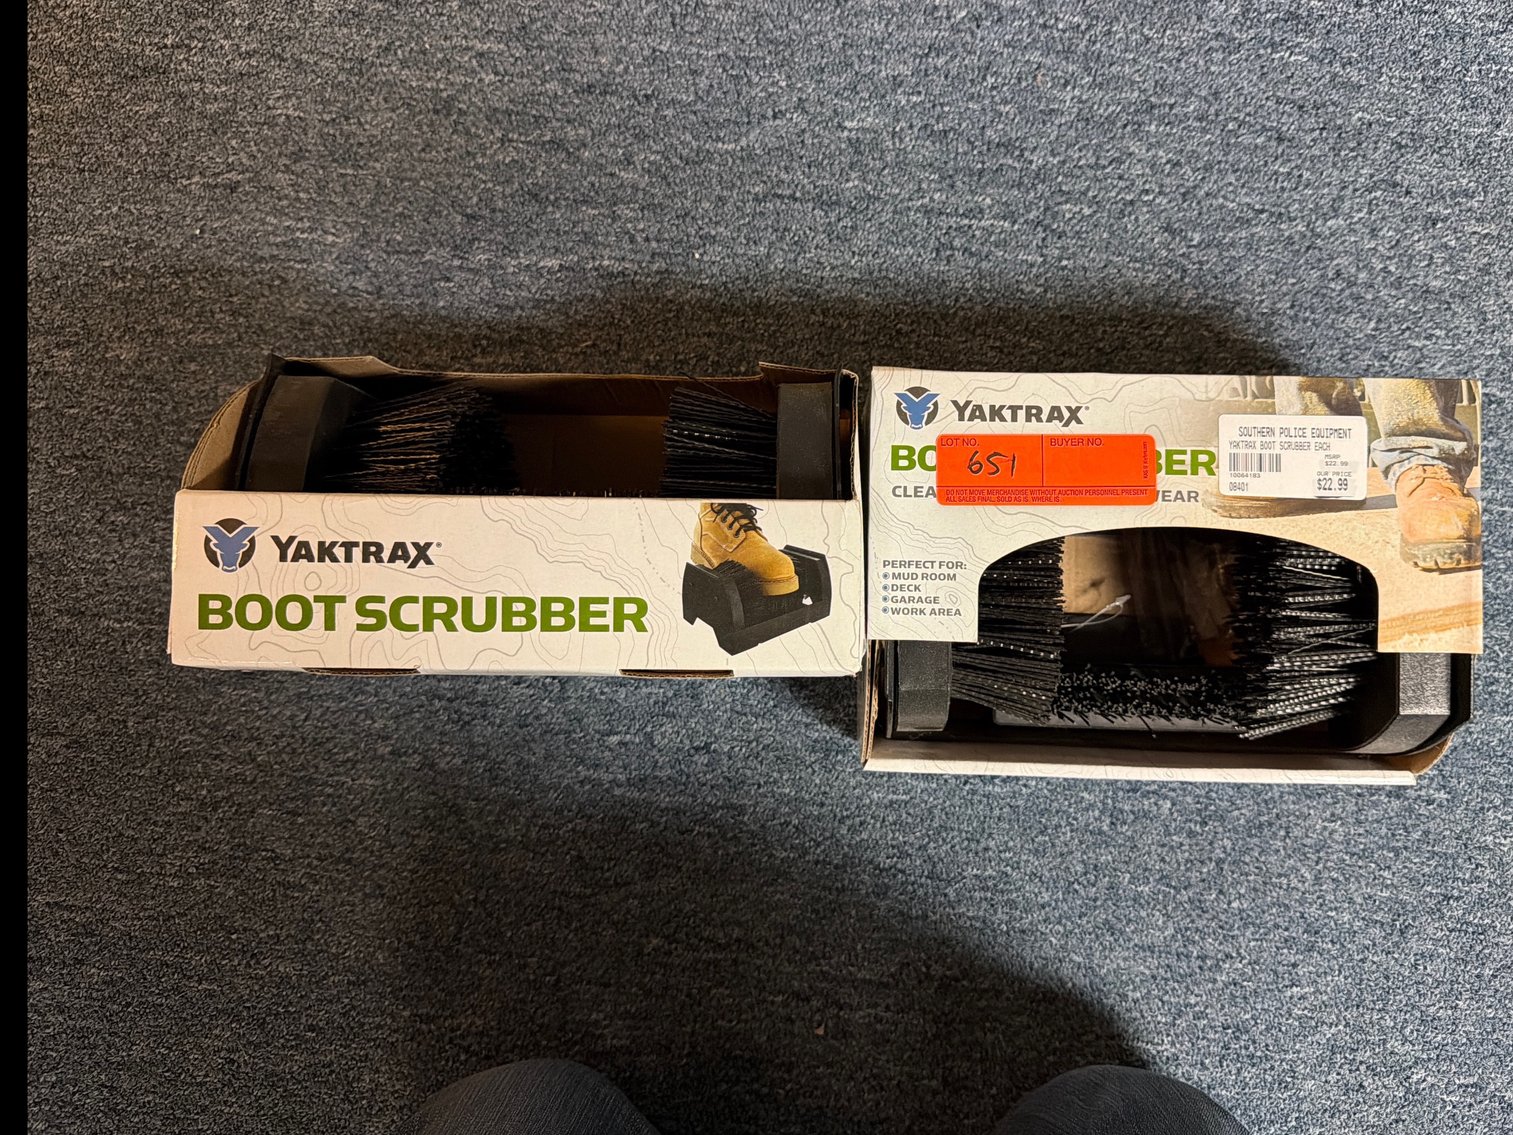 YAKTRAX®
BOOT SCRUBBER
YAKTRAX®
BO
BER
CLEA
WEAR
LOT NO.
651
BUYER NO.
DO NOT MOVE MERCHANDISE WITHOUT AUCTION PERSONNEL PRESENT
ALL SALES FINAL, SOLD AS IS, WHERE IS
SOUTHERN POLICE EQUIPMENT
YAKTRAX BOOT SCRUBBER EACH
MSRP
$22.99
10064183
OUR PRICE
08401
$22.99
PERFECT FOR:
MUD ROOM
DECK
GARAGE
WORK AREA